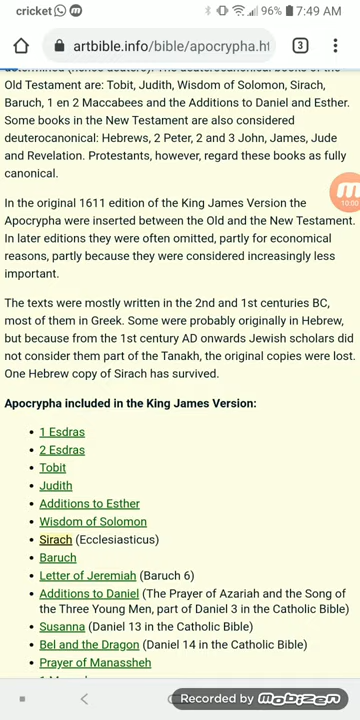 cricket
96% 7:49 AM
artbible.info/bible/apocrypha.ht
3
determined (hence deutero). The deuterocanonical books of the
Old Testament are: Tobit, Judith, Wisdom of Solomon, Sirach,
Baruch, 1 en 2 Maccabees and the Additions to Daniel and Esther.
Some books in the New Testament are also considered
deuterocanonical: Hebrews, 2 Peter, 2 and 3 John, James, Jude
and Revelation. Protestants, however, regard these books as fully
canonical.
In the original 1611 edition of the King James Version the
Apocrypha were inserted between the Old and the New Testament.
In later editions they were often omitted, partly for economical
reasons, partly because they were considered increasingly less
important.
10:00
The texts were mostly written in the 2nd and 1st centuries BC,
most of them in Greek. Some were probably originally in Hebrew,
but because from the 1st century AD onwards Jewish scholars did
not consider them part of the Tanakh, the original copies were lost.
One Hebrew copy of Sirach has survived.
Apocrypha included in the King James Version:
• 1 Esdras
• 2 Esdras
• Tobit
• Judith
• Additions to Esther
• Wisdom of Solomon
• Sirach (Ecclesiasticus)
• Baruch
• Letter of Jeremiah (Baruch 6)
• Additions to Daniel (The Prayer of Azariah and the Song of
the Three Young Men, part of Daniel 3 in the Catholic Bible)
• Susanna (Daniel 13 in the Catholic Bible)
• Bel and the Dragon (Daniel 14 in the Catholic Bible)
• Prayer of Manassheh
Recorded by Mobizen